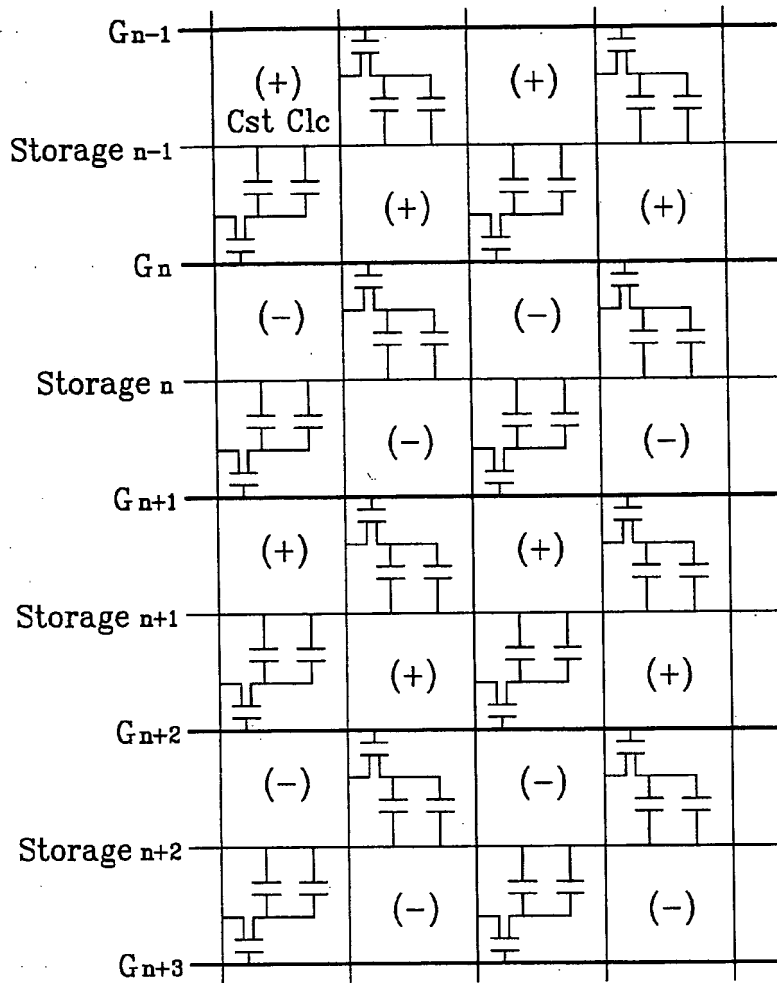 Gn-1
(+) (+)
Cst Clc
Storage n-1
(+) (+)
Gn
(-) (-)
Storage n
(-) (-)
Gn+1
(+) (+)
Storage n+1
(+) (+)
Gn+2
(-) (-)
Storage n+2
(-) (-)
Gn+3